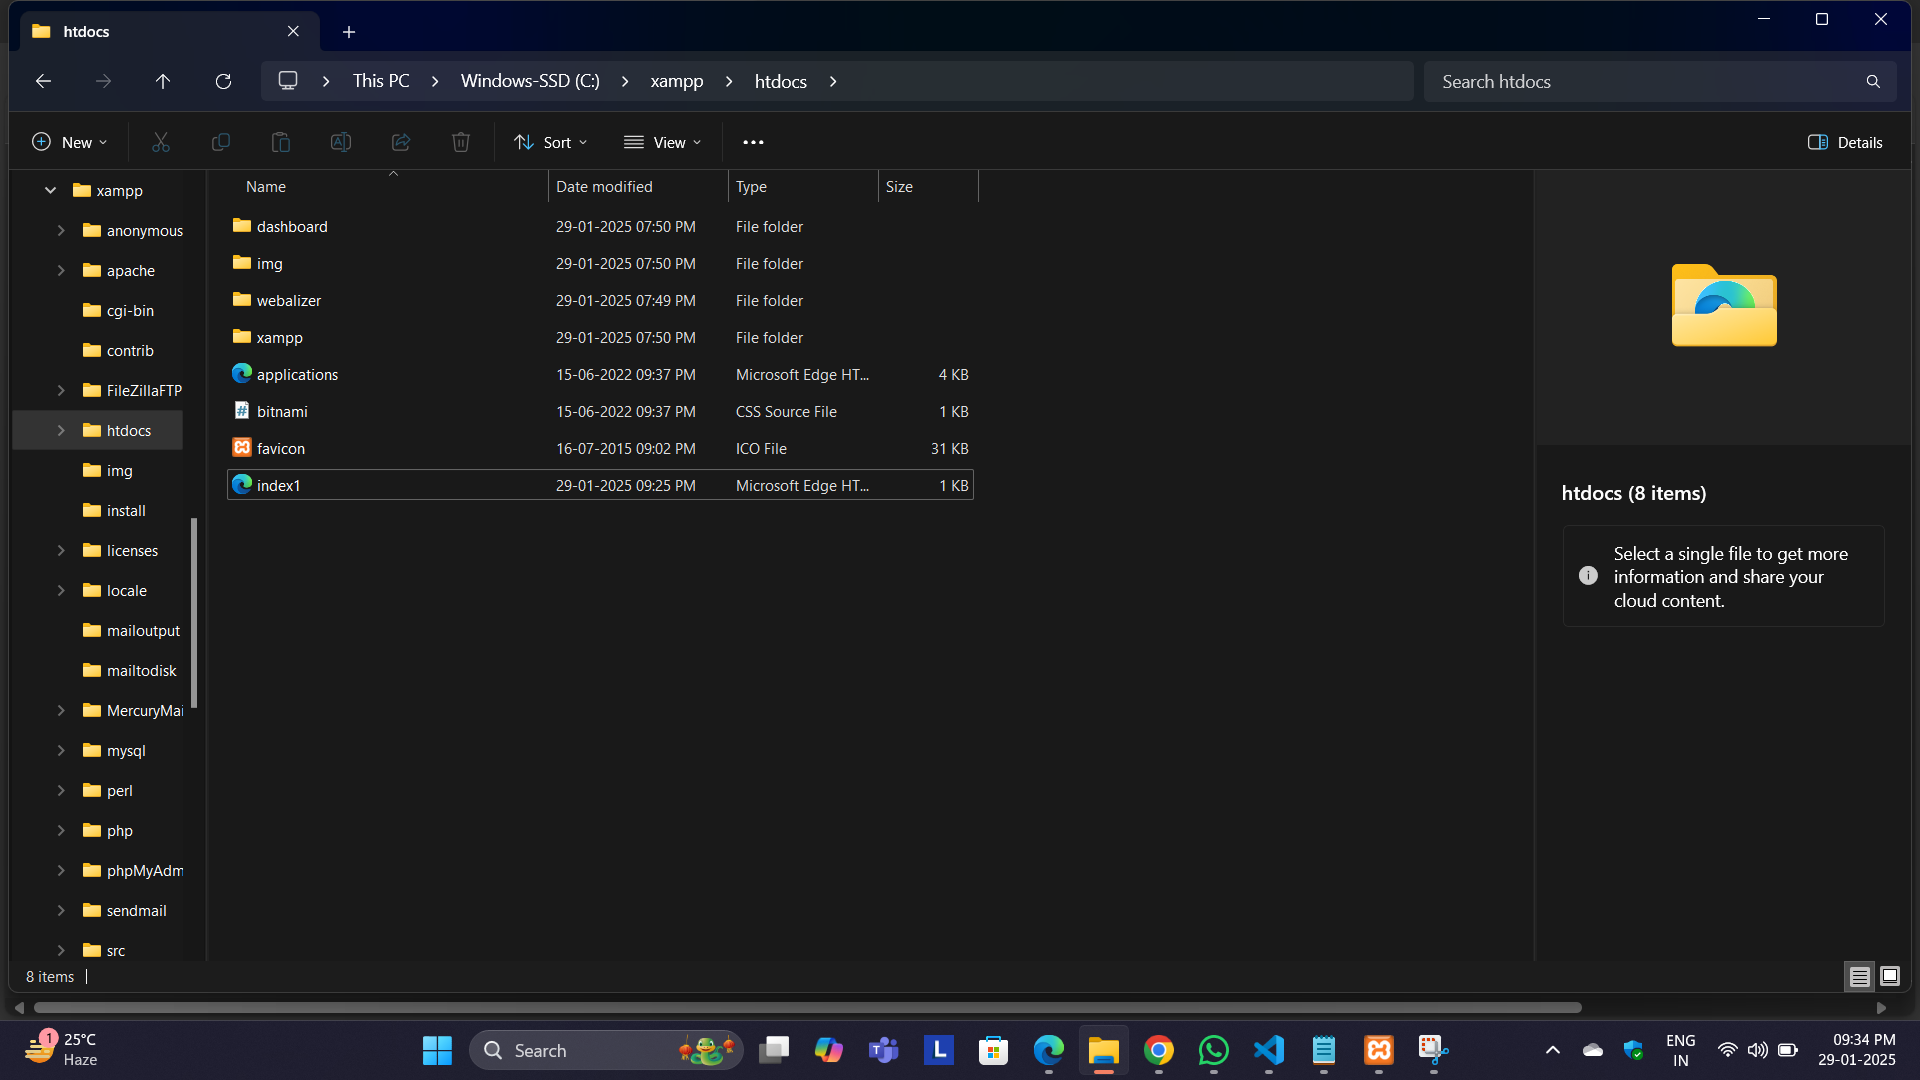 htdocs
This PC
Windows-SSD (C:)
xampp
htdocs
Search htdocs
New
Sort
View
Details
xampp
anonymous
apache
cgi-bin
contrib
FileZillaFTP
htdocs
img
install
licenses
locale
mailoutput
mailtodisk
MercuryMai
mysql
perl
php
phpMyAdm
sendmail
src
Name Date modified Type Size
dashboard 29-01-2025 07:50 PM File folder
img 29-01-2025 07:50 PM File folder
webalizer 29-01-2025 07:49 PM File folder
xampp 29-01-2025 07:50 PM File folder
applications 15-06-2022 09:37 PM Microsoft Edge HT... 4 KB
bitnami 15-06-2022 09:37 PM CSS Source File 1 KB
favicon 16-07-2015 09:02 PM ICO File 31 KB
index1 29-01-2025 09:25 PM Microsoft Edge HT... 1 KB
htdocs (8 items)
Select a single file to get more
information and share your
cloud content.
8 items
1
25°C
Haze
Search
L
ENG
IN
09:34 PM
29-01-2025